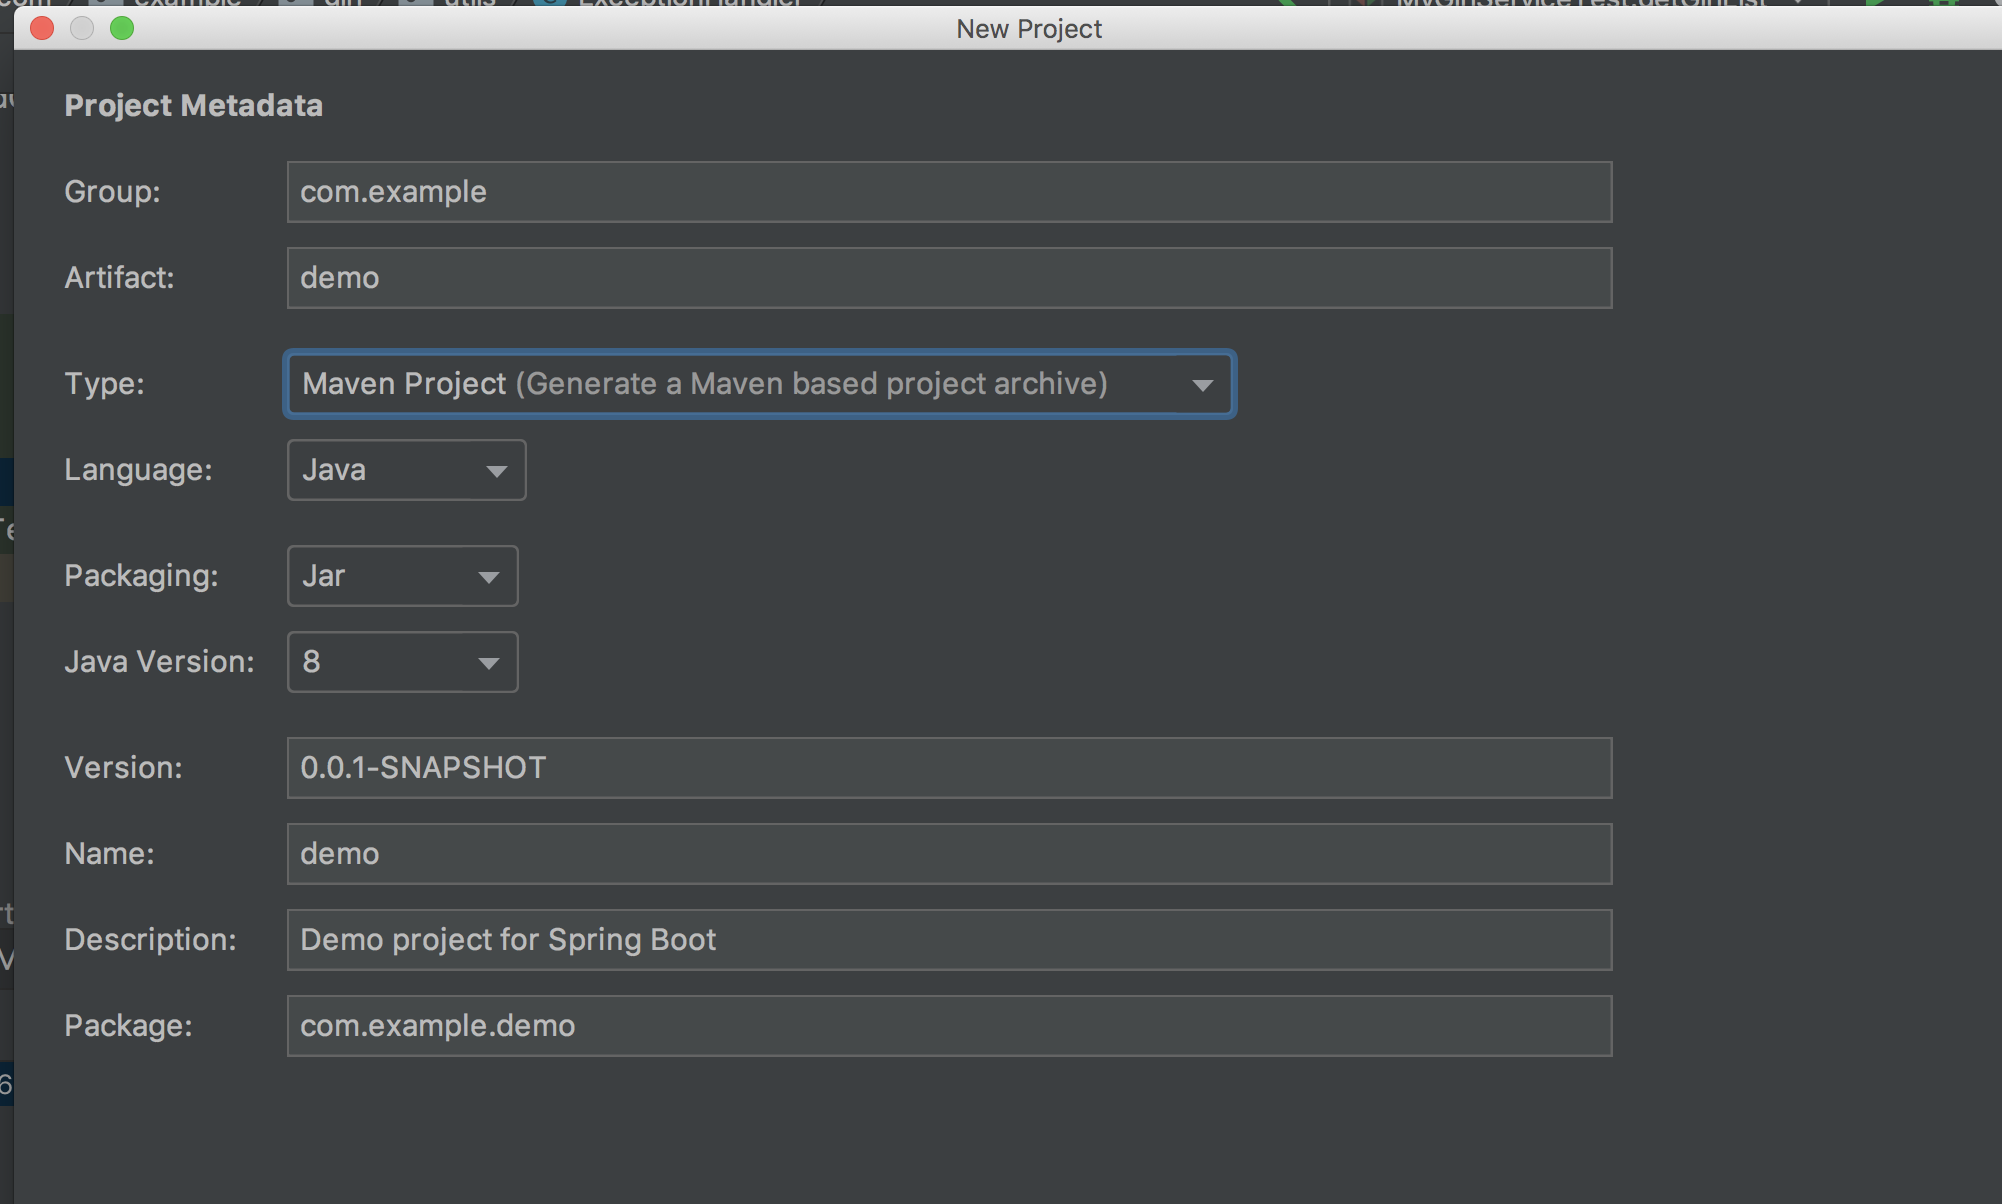 New Project
Project Metadata
Group: com.example
Artifact: demo
Type: Maven Project (Generate a Maven based project archive)
Language: Java
Packaging: Jar
Java Version: 8
Version: 0.0.1-SNAPSHOT
Name: demo
Description: Demo project for Spring Boot
Package: com.example.demo